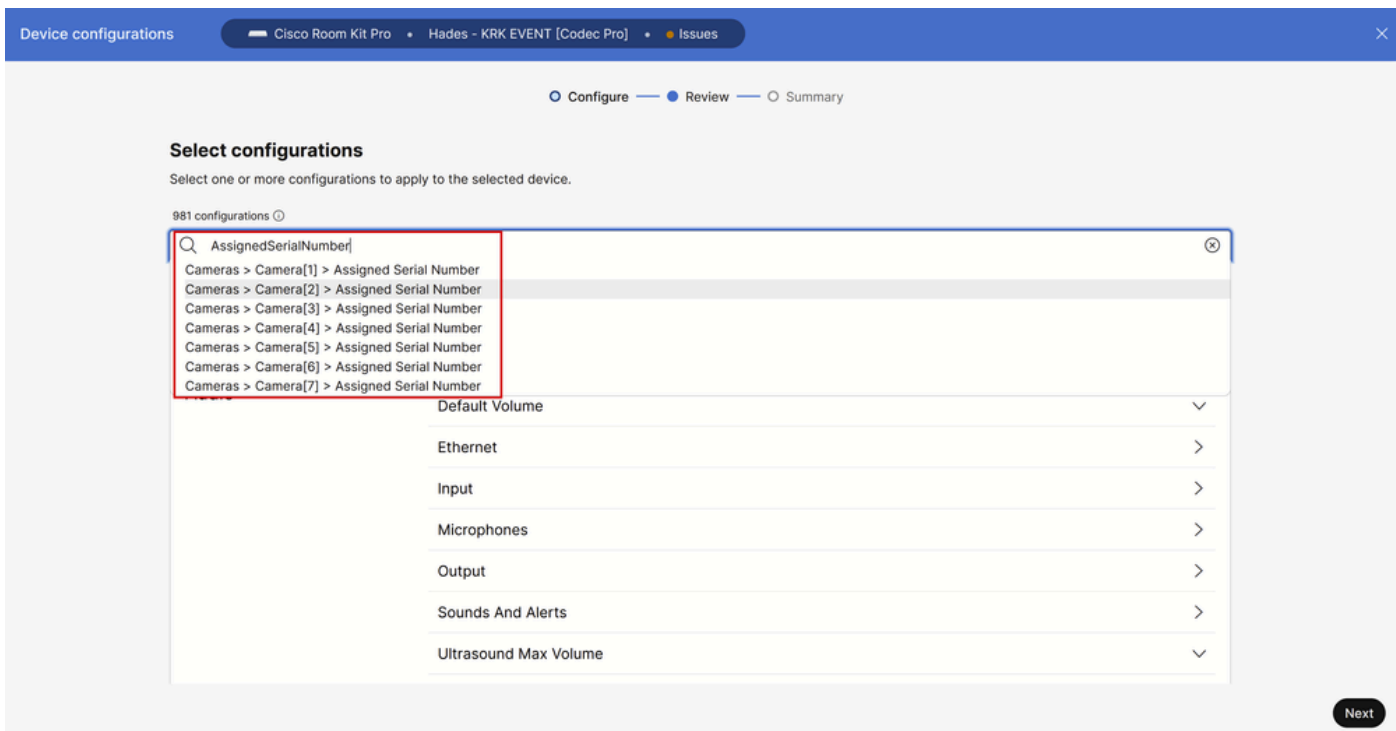 Device configurations
Cisco Room Kit Pro • Hades - KRK EVENT [Codec Pro] • Issues
Configure
Review
Summary
Select configurations
Select one or more configurations to apply to the selected device.
981 configurations
AssignedSerialNumber
Cameras > Camera[1] > Assigned Serial Number
Cameras > Camera[2] > Assigned Serial Number
Cameras > Camera[3] > Assigned Serial Number
Cameras > Camera[4] > Assigned Serial Number
Cameras > Camera[5] > Assigned Serial Number
Cameras > Camera[6] > Assigned Serial Number
Cameras > Camera[7] > Assigned Serial Number
Default Volume
Ethernet
Input
Microphones
Output
Sounds And Alerts
Ultrasound Max Volume
Next